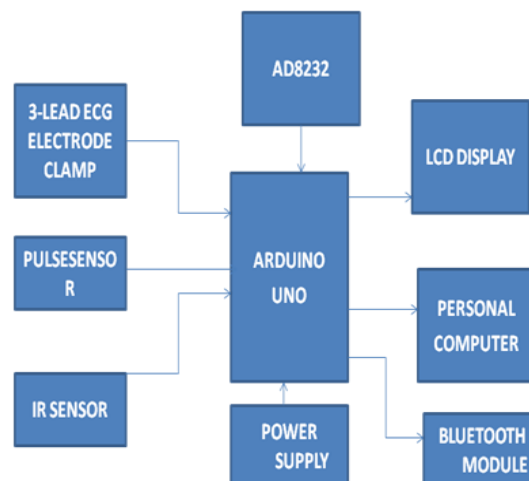 AD8232
3-LEAD ECG
ELECTRODE
CLAMP
LCD DISPLAY
PULSESENSO
R
ARDUINO
UNO
PERSONAL
COMPUTER
IR SENSOR
POWER
SUPPLY
BLUETOOTH
MODULE